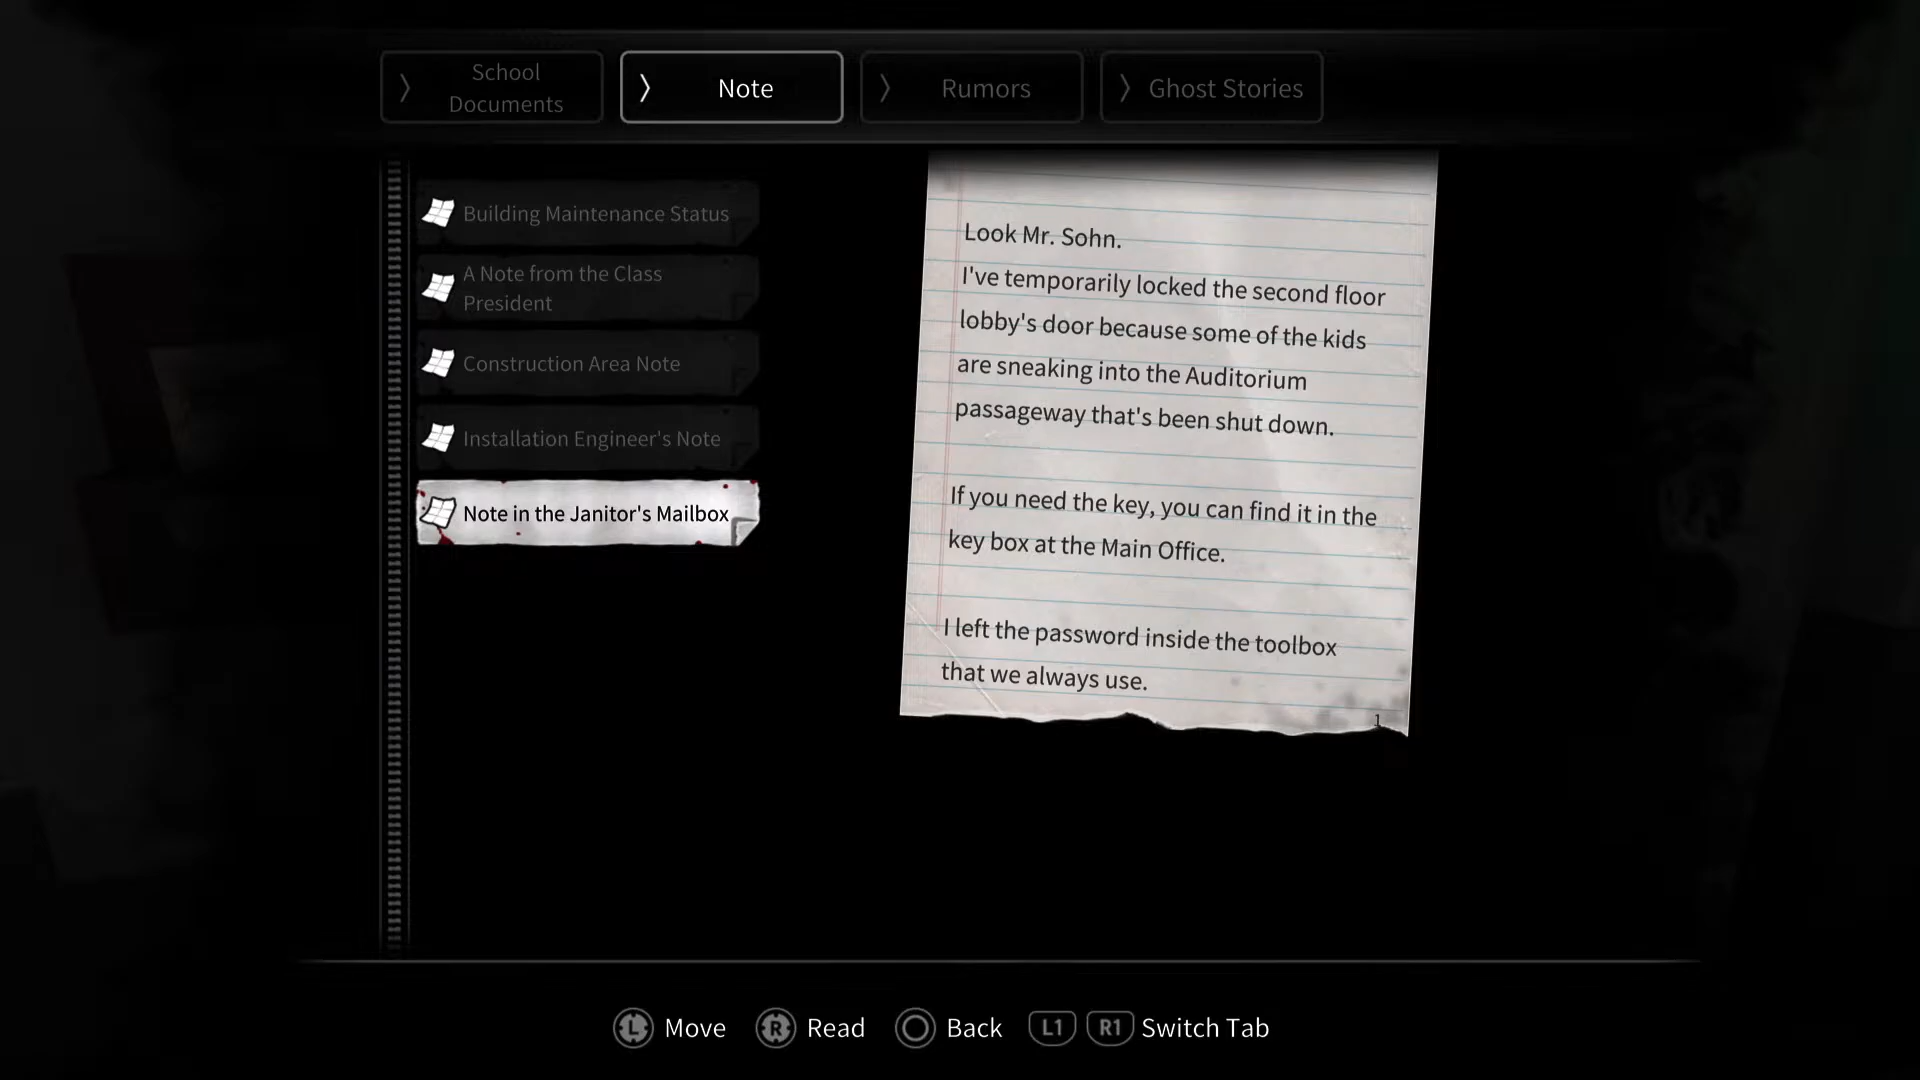 School
Documents
Note
Rumors
Ghost Stories
Building Maintenance Status
A Note from the Class
President
Construction Area Note
Installation Engineer's Note
Note in the Janitor's Mailbox
Look Mr. Sohn.
I've temporarily locked the second floor
lobby's door because some of the kids
are sneaking into the Auditorium
passageway that's been shut down.
If you need the key, you can find it in the
key box at the Main Office.
I left the password inside the toolbox
that we always use.
1
L Move R Read Back L1 R1 Switch Tab